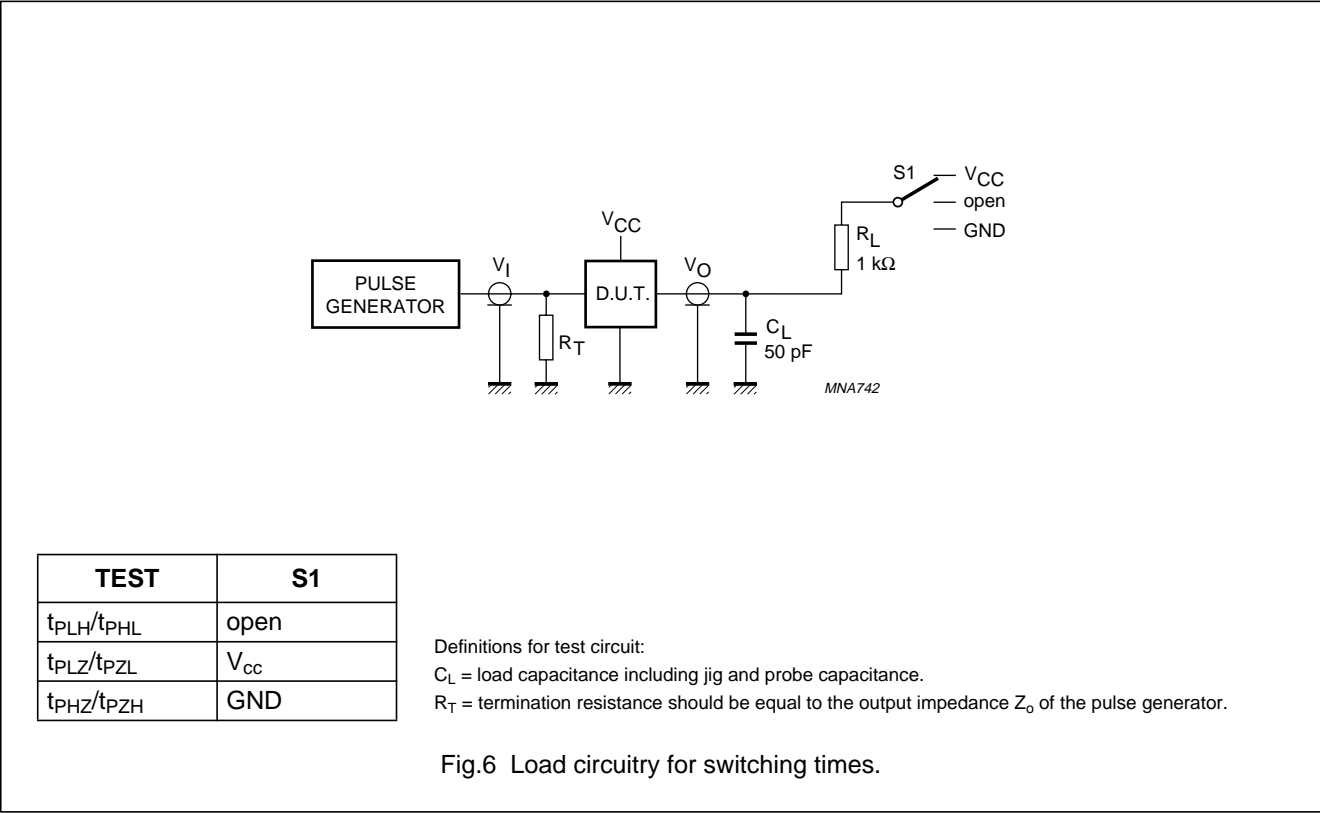 S1
VCC
open
GND
RL
1 kΩ
VCC
PULSE
GENERATOR
VI
RT
D.U.T.
VO
CL
50 pF
MNA742
TEST S1
tPLH/tPHL open
tPLZ/tPZL Vcc
tPHZ/tPZH GND
Definitions for test circuit:
CL = load capacitance including jig and probe capacitance.
RT = termination resistance should be equal to the output impedance Zo of the pulse generator.
Fig.6 Load circuitry for switching times.